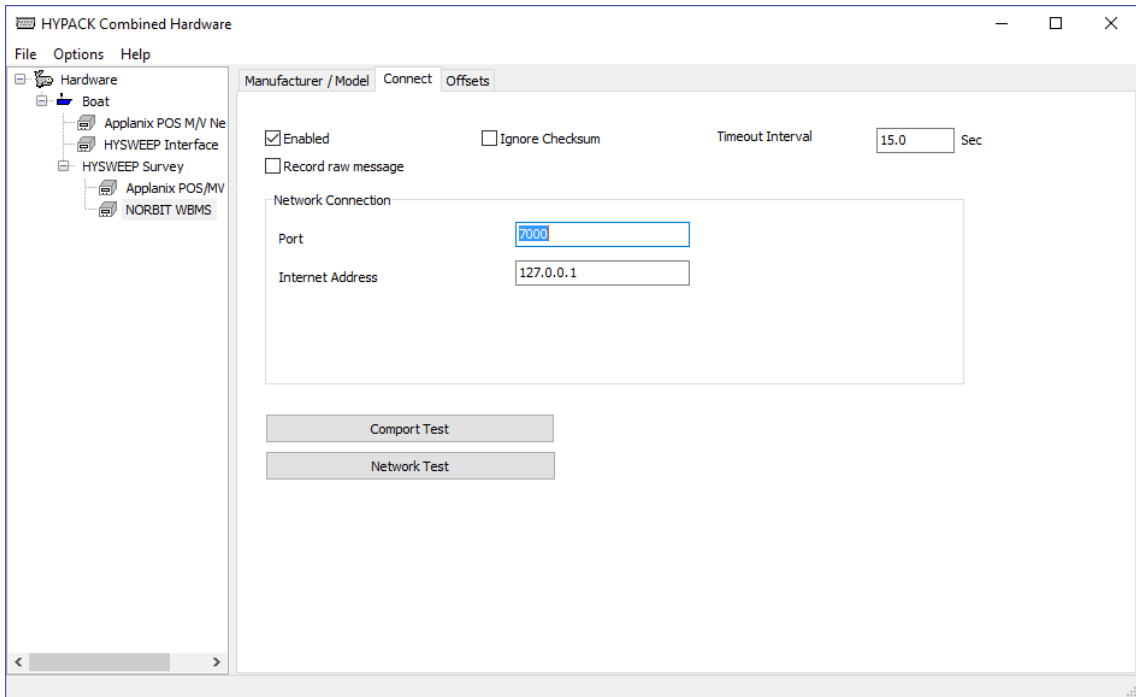 HYPACK Combined Hardware
File Options Help
Hardware
Boat
Applanix POS M/V Ne
HYSWEEP Interface
HYSWEEP Survey
Applanix POS/MV
NORBIT WBMS
Manufacturer / Model Connect Offsets
Enabled Ignore Checksum Timeout Interval 15.0 Sec
Record raw message
Network Connection
Port 7000
Internet Address 127.0.0.1
Comport Test
Network Test